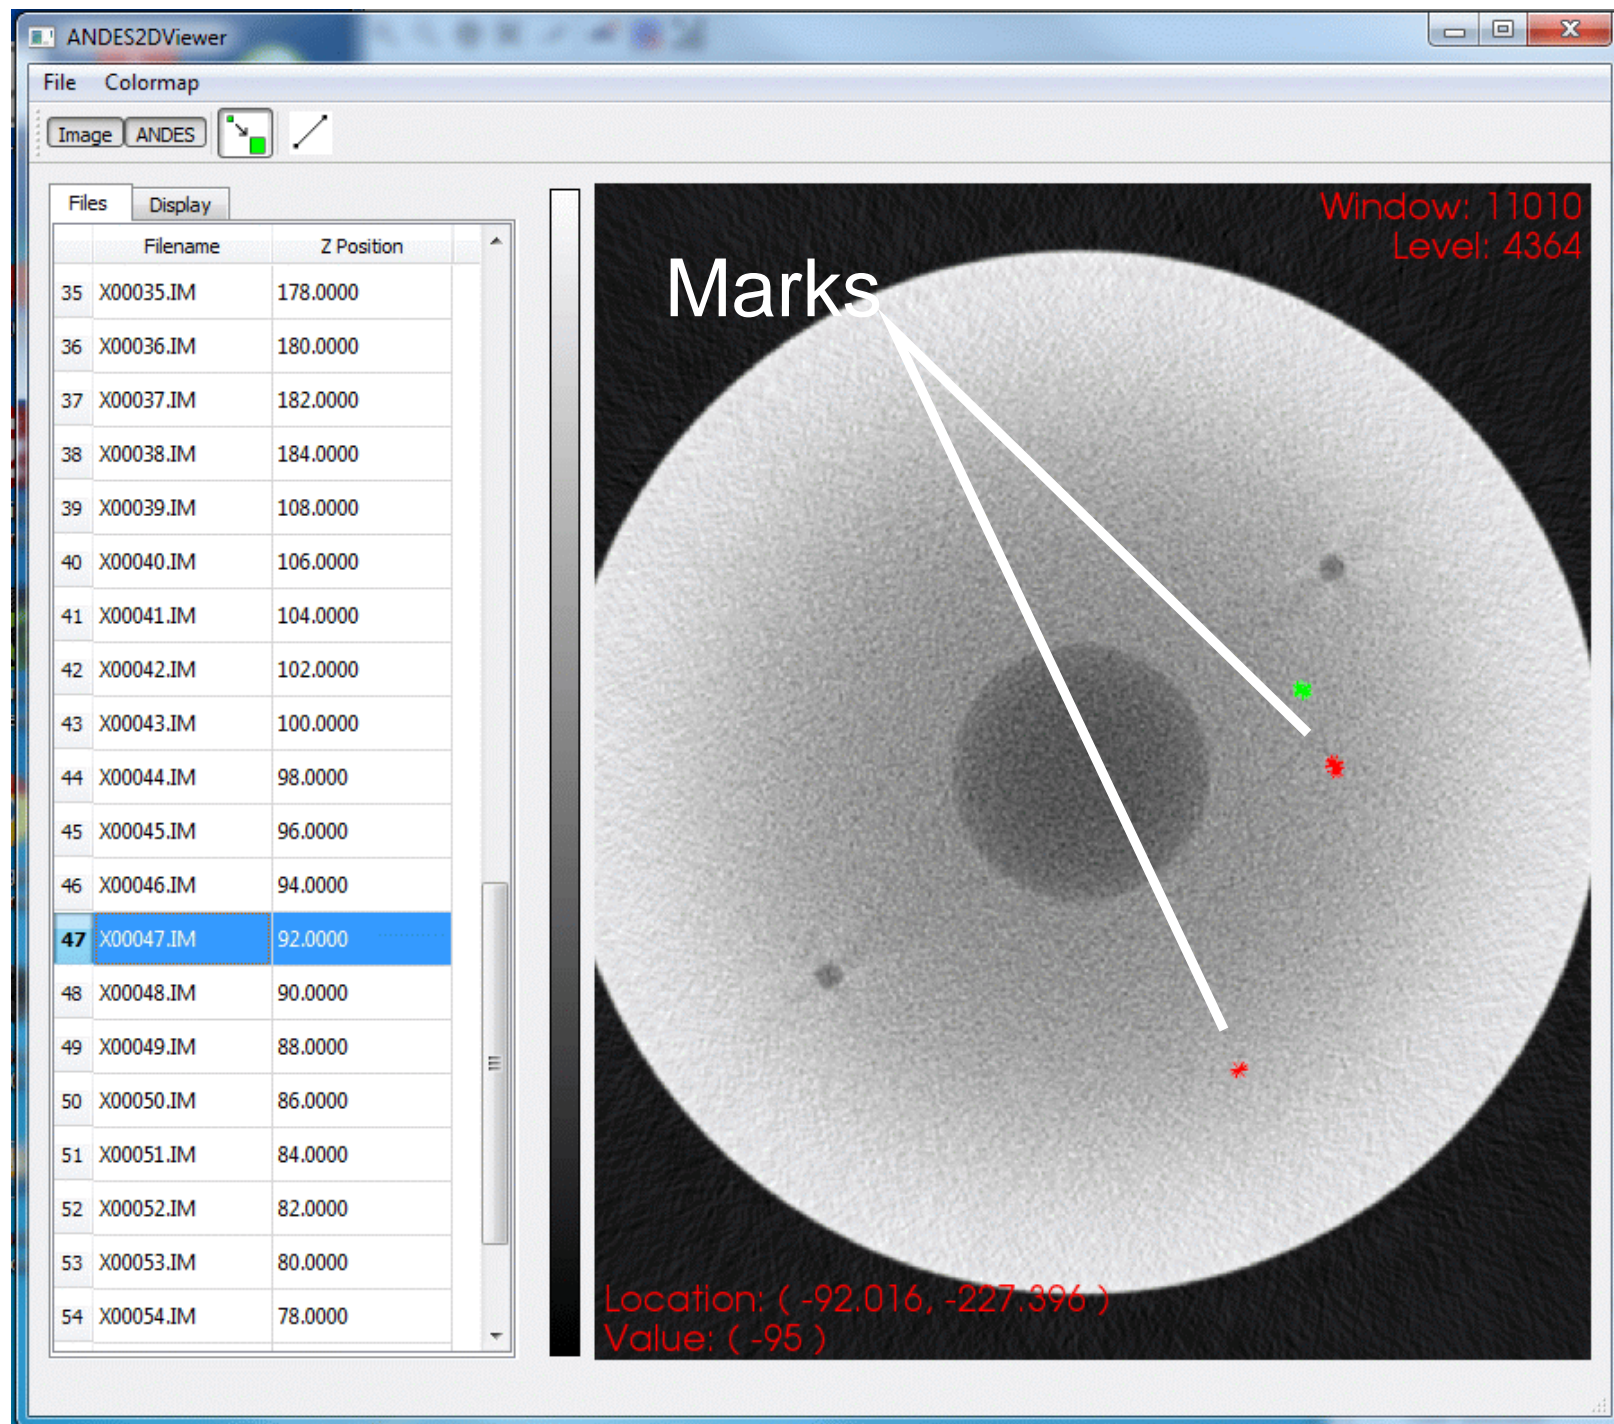 ANDES2DViewer
File Colormap
Image ANDES
Files Display
Filename Z Position
35 X00035.IM 178.0000
36 X00036.IM 180.0000
37 X00037.IM 182.0000
38 X00038.IM 184.0000
39 X00039.IM 108.0000
40 X00040.IM 106.0000
41 X00041.IM 104.0000
42 X00042.IM 102.0000
43 X00043.IM 100.0000
44 X00044.IM 98.0000
45 X00045.IM 96.0000
46 X00046.IM 94.0000
47 X00047.IM 92.0000
48 X00048.IM 90.0000
49 X00049.IM 88.0000
50 X00050.IM 86.0000
51 X00051.IM 84.0000
52 X00052.IM 82.0000
53 X00053.IM 80.0000
54 X00054.IM 78.0000
Window: 11010
Level: 4364
Marks
Location: ( -92.016, -227.396 )
Value: ( -95 )